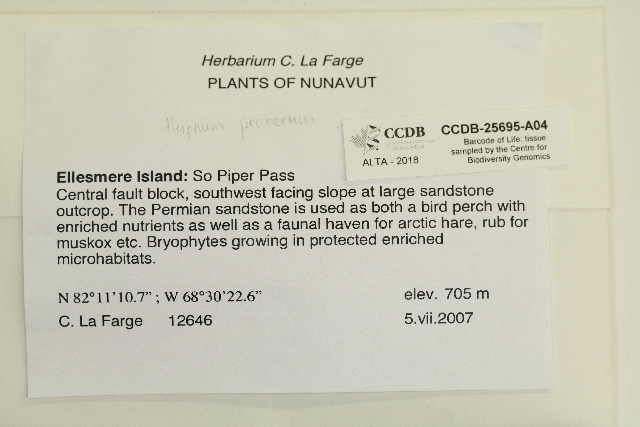 Herbarium C. La Farge
PLANTS OF NUNAVUT
Hypnum procerrimum
CCDB
ALTA - 2018
CCDB-25695-A04
Barcode of Life: tissue
sampled by the Centre for
Biodiversity Genomics
Ellesmere Island: So Piper Pass
Central fault block, southwest facing slope at large sandstone
outcrop. The Permian sandstone is used as both a bird perch with
enriched nutrients as well as a faunal haven for arctic hare, rub for
muskox etc. Bryophytes growing in protected enriched
microhabitats.
N 82°11'10.7" ; W 68°30'22.6" elev. 705 m
C. La Farge 12646 5.vii.2007